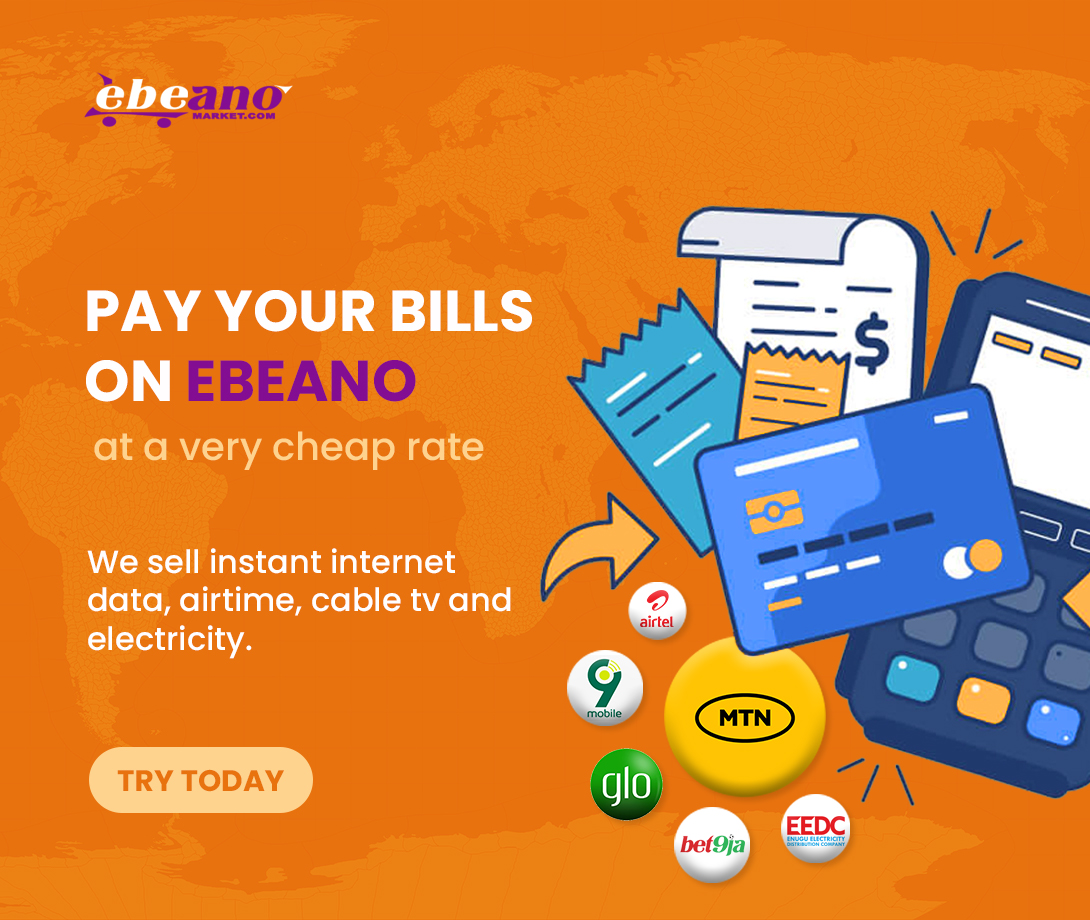 ebeano
MARKET.COM
PAY YOUR BILLS
ON EBEANO
at a very cheap rate
We sell instant internet
data, airtime, cable tv and
electricity.
TRY TODAY
$
airtel
9
mobile
MTN
glo
bet9ja
EEDC
ENUGU ELECTRICITY
DISTRIBUTION COMPANY